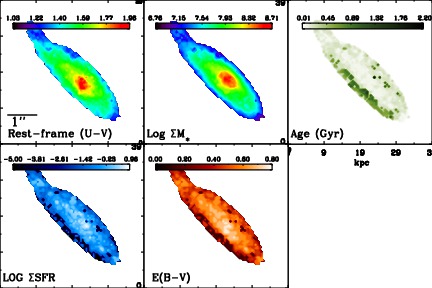 1.03 1.22 1.40 1.59 1.77 1.96
6.76 7.15 7.54 7.93 8.32 8.71
39
0.01 0.45 0.89 1.32 1.76 2.20
1"
Rest-frame (U-V)
Log ΣM*
Age (Gyr)
9 19 29
kpc
39
-5.00 -3.81 -2.61 -1.42 -0.23 0.96
0.00 0.20 0.40 0.60 0.80
LOG ΣSFR
E(B-V)